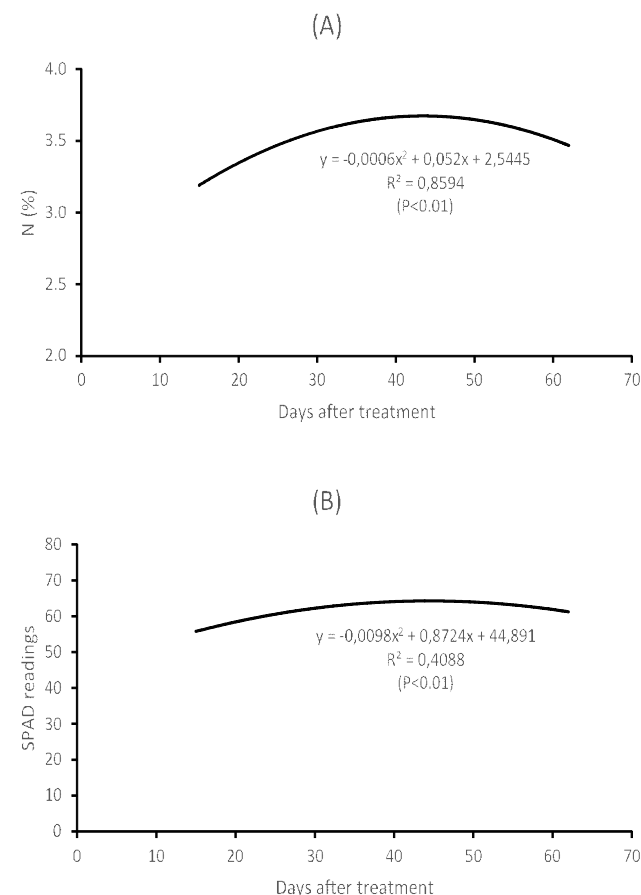 (A)
4.0
3.5
3.0
2.5
2.0
N (%)
y = -0,0006x² + 0,052x + 2,5445
R² = 0,8594
(P<0.01)
0 10 20 30 40 50 60 70
Days after treatment
(B)
80
70
60
50
40
30
20
10
0
SPAD readings
y = -0,0098x² + 0,8724x + 44,891
R² = 0,4088
(P<0.01)
0 10 20 30 40 50 60 70
Days after treatment